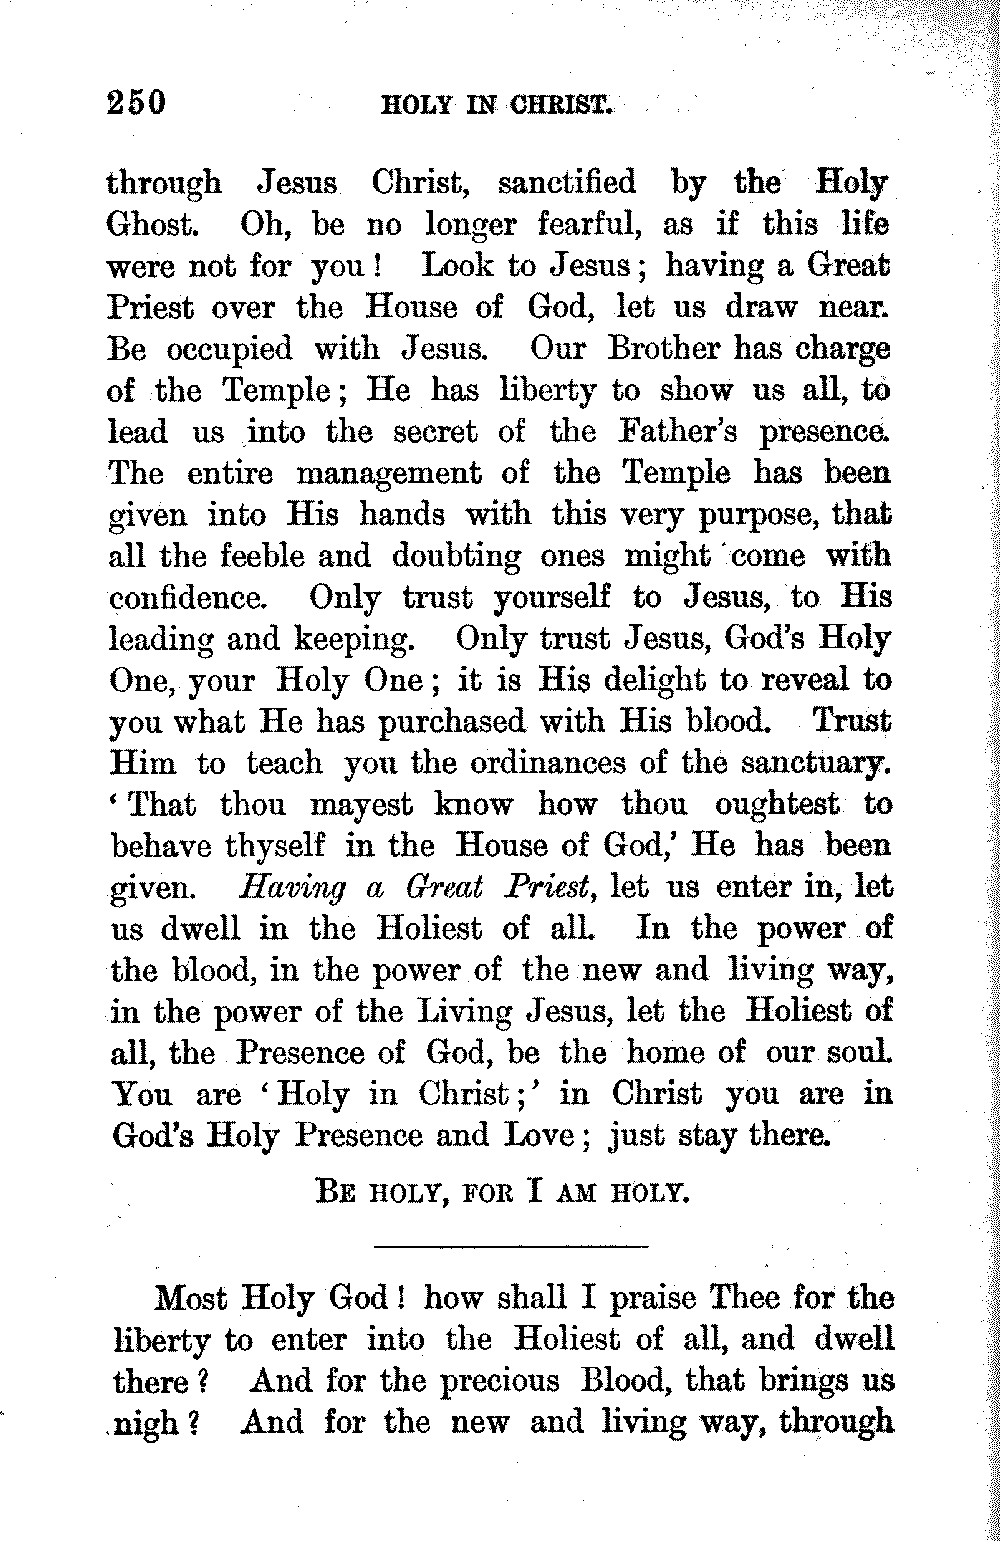 250 HOLY IN CHRIST.
through Jesus Christ, sanctified by the Holy
Ghost. Oh, be no longer fearful, as if this life
were not for you! Look to Jesus; having a Great
Priest over the House of God, let us draw near.
Be occupied with Jesus. Our Brother has charge
of the Temple; He has liberty to show us all, to
lead us into the secret of the Father's presence.
The entire management of the Temple has been
given into His hands with this very purpose, that
all the feeble and doubting ones might come with
confidence. Only trust yourself to Jesus, to His
leading and keeping. Only trust Jesus, God's Holy
One, your Holy One; it is His delight to reveal to
you what He has purchased with His blood. Trust
Him to teach you the ordinances of the sanctuary.
‘That thou mayest know how thou oughtest to
behave thyself in the House of God,’ He has been
given. Having a Great Priest, let us enter in, let
us dwell in the Holiest of all. In the power of
the blood, in the power of the new and living way,
in the power of the Living Jesus, let the Holiest of
all, the Presence of God, be the home of our soul.
You are ‘Holy in Christ;’ in Christ you are in
God's Holy Presence and Love; just stay there.
BE HOLY, FOR I AM HOLY.
Most Holy God! how shall I praise Thee for the
liberty to enter into the Holiest of all, and dwell
there? And for the precious Blood, that brings us
nigh? And for the new and living way, through